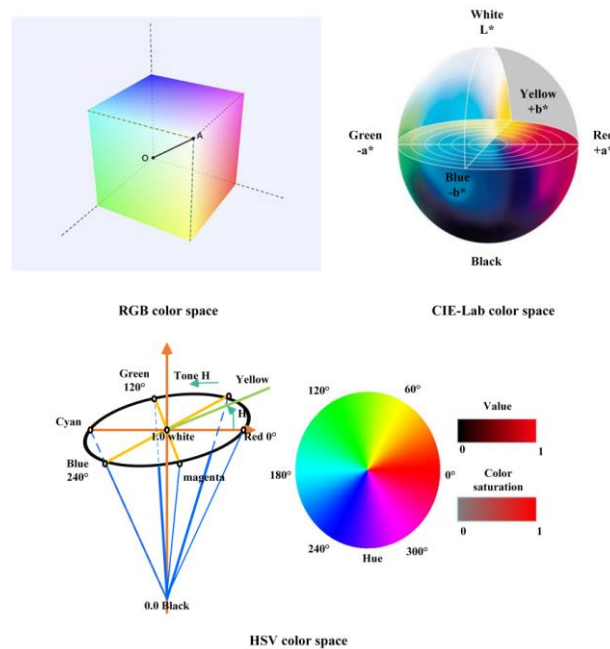 White
L*
Yellow
+b*
Green
-a*
Red
+a*
Blue
-b*
Black
O
A
RGB color space
CIE-Lab color space
Green
120°
Tone H
Yellow
H
Cyan
1.0 white
Red 0°
Blue
240°
magenta
0.0 Black
120°
60°
180°
0°
240°
Hue
300°
Value
0
1
Color
saturation
0
1
HSV color space